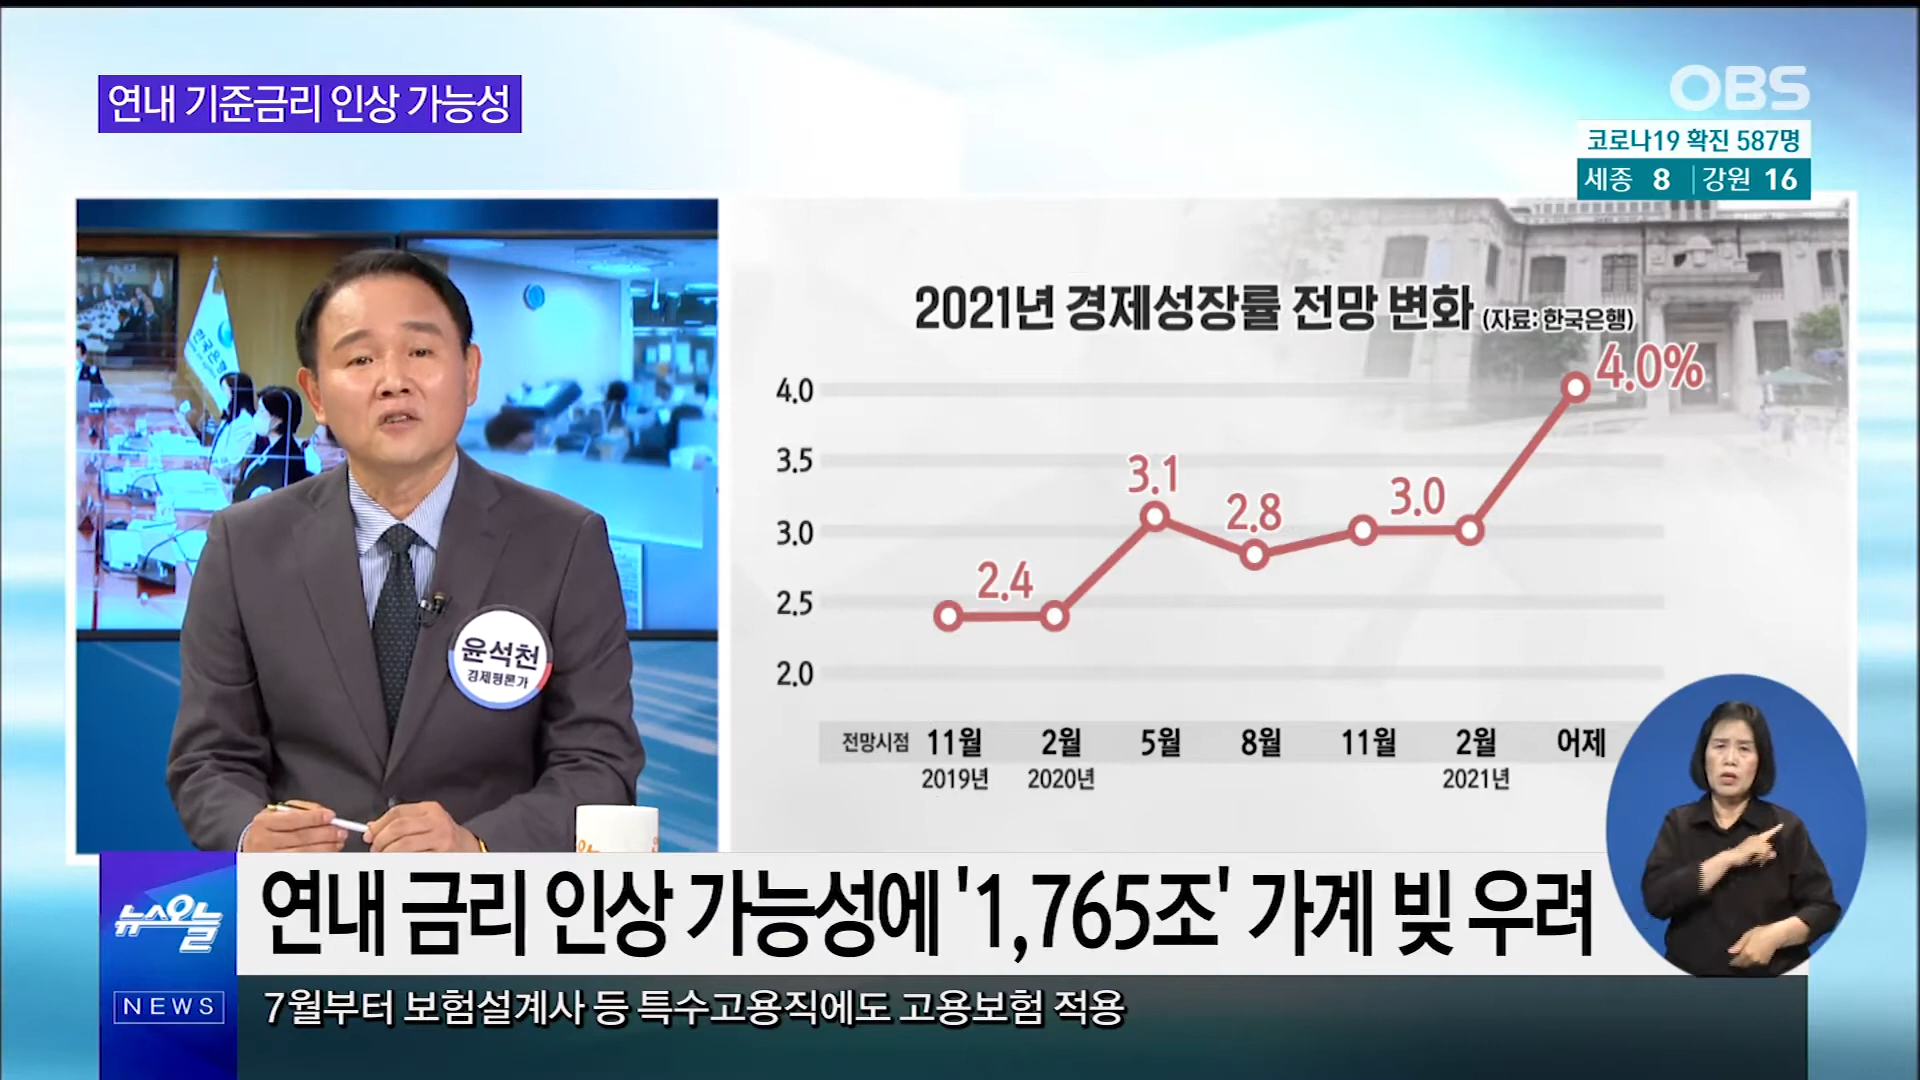 연내 기준금리 인상 가능성
OBS
코로나19 확진 587명
세종 8 강원 16
한국은행
윤석천
경제평론가
2021년 경제성장률 전망 변화 (자료:한국은행)
4.0
3.5
3.0
2.5
2.0
2.4
3.1
2.8
3.0
4.0%
전망시점 11월 2월 5월 8월 11월 2월 어제
2019년 2020년 2021년
뉴스오늘
연내 금리 인상 가능성에 '1,765조' 가계 빚 우려
NEWS
7월부터 보험설계사 등 특수고용직에도 고용보험 적용